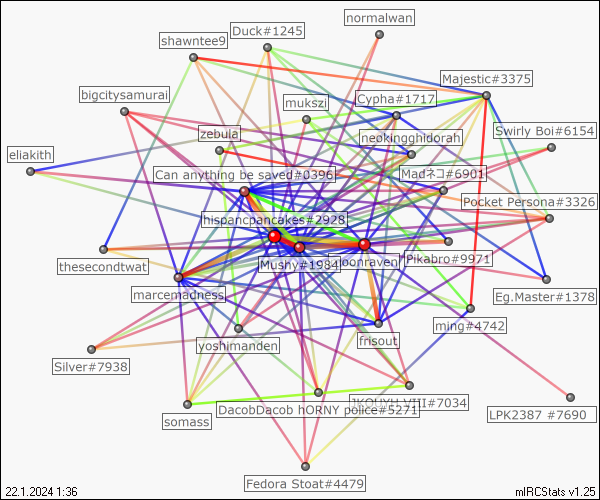 normalwan
Duck#1245
shawntee9
Majestic#3375
bigcitysamurai
mukszi
Cypha#1717
zebuia
neokingghidorah
Swirly Boi#6154
eliakith
Can anything be saved#0396
Madネコ#6901
Pocket Persona#3326
hispancpancakes#2928
thesecondtwat
Mushy#1984
Pikabro#9971
marcemadness
Eg.Master#1378
ming#4742
yoshimanden
frisout
Silver#7938
somass
DacobDacob hORNY police#5271
VIII#7034
LPK2387 #7690
Fedora Stoat#4479
22.1.2024 1:36
mIRCStats v1.25